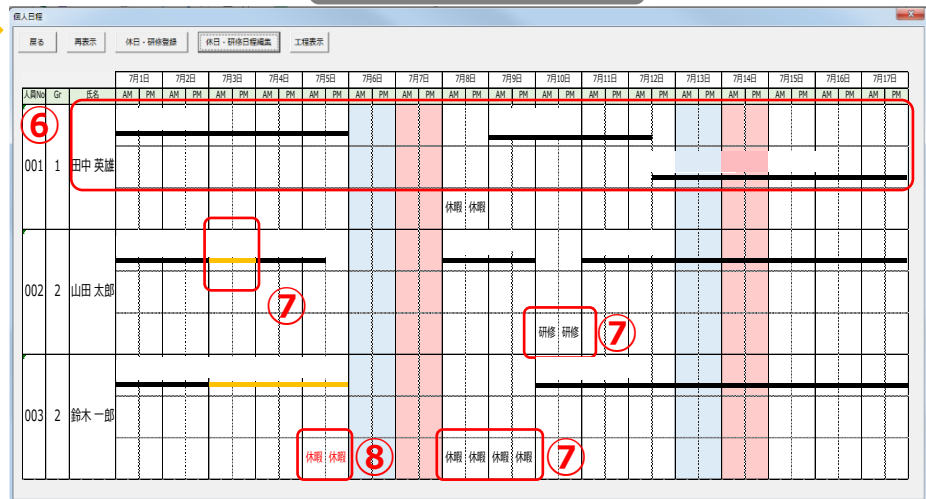 個人日程
戻る 再表示 休日・研修登録 休日・研修日程編集 工程表示
7月1日 7月2日 7月3日 7月4日 7月5日 7月6日 7月7日 7月8日 7月9日 7月10日 7月11日 7月12日 7月13日 7月14日 7月15日 7月16日 7月17日
人員No Gr 氏名 AM PM AM PM AM PM AM PM AM PM AM PM AM PM AM PM AM PM AM PM AM PM AM PM AM PM AM PM AM PM AM PM AM PM
⑥
001 1 田中 英雄
休暇 休暇
002 2 山田 太郎
⑦
研修 研修 ⑦
003 2 鈴木 一郎
休暇 休暇 ⑧ 休暇 休暇 休暇 休暇 ⑦